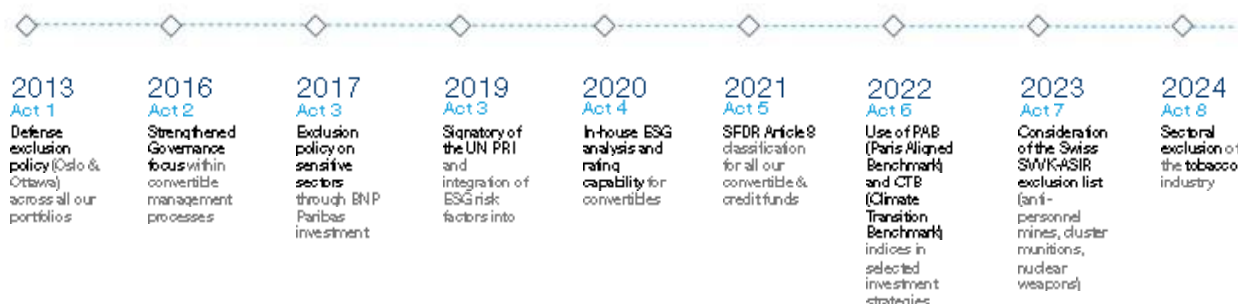 2013
Act 1
Defense
exclusion
policy (Oslo &
Ottawa)
across all our
portfolios
2016
Act 2
Strengthened
Governance
focus within
convertible
management
processes
2017
Act 3
Exclusion
policy on
sensitive
sectors
through BNP
Paribas
investment
2019
Act 3
Signatory of
the UN PRI
and
integration of
ESG risk
factors into
2020
Act 4
In-house ESG
analysis and
rating
capability for
convertibles
2021
Act 5
SFDR Article 8
classification
for all our
convertible &
credit funds
2022
Act 6
Use of PAB
(Paris Aligned
Benchmark)
and CTB
(Climate
Transition
Benchmark)
indices in
selected
investment
strategies
2023
Act 7
Consideration
of the Swiss
SVVK-ASIR
exclusion list
(anti-
personnel
mines, cluster
munitions,
nuclear
weapons)
2024
Act 8
Sectoral
exclusion of
the tobacco
industry